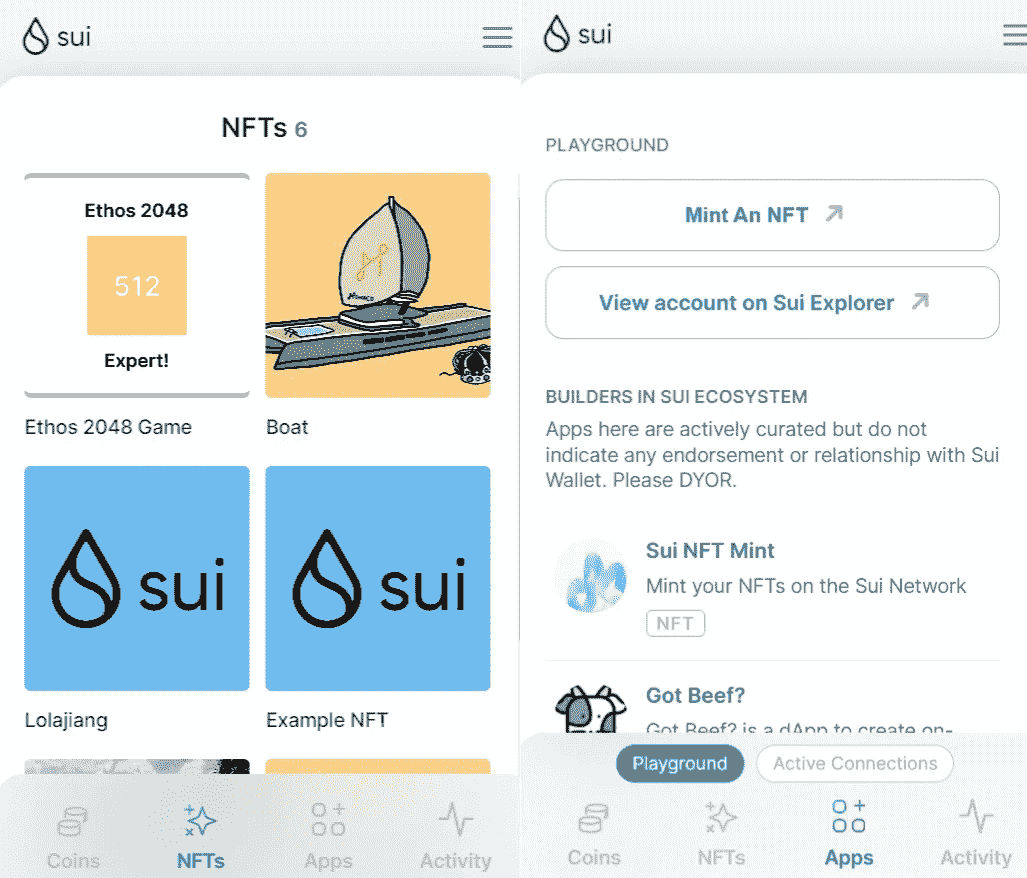 sui
NFTs 6
Ethos 2048
512
Expert!
Ethos 2048 Game
Boat
sui
sui
Lolajiang
Example NFT
Coins
NFTs
Apps
Activity
sui
PLAYGROUND
Mint An NFT
View account on Sui Explorer
BUILDERS IN SUI ECOSYSTEM
Apps here are actively curated but do not
indicate any endorsement or relationship with Sui
Wallet. Please DYOR.
Sui NFT Mint
Mint your NFTs on the Sui Network
NFT
Got Beef?
Got Beef? is a dApp to create on-
Playground
Active Connections
Coins
NFTs
Apps
Activity